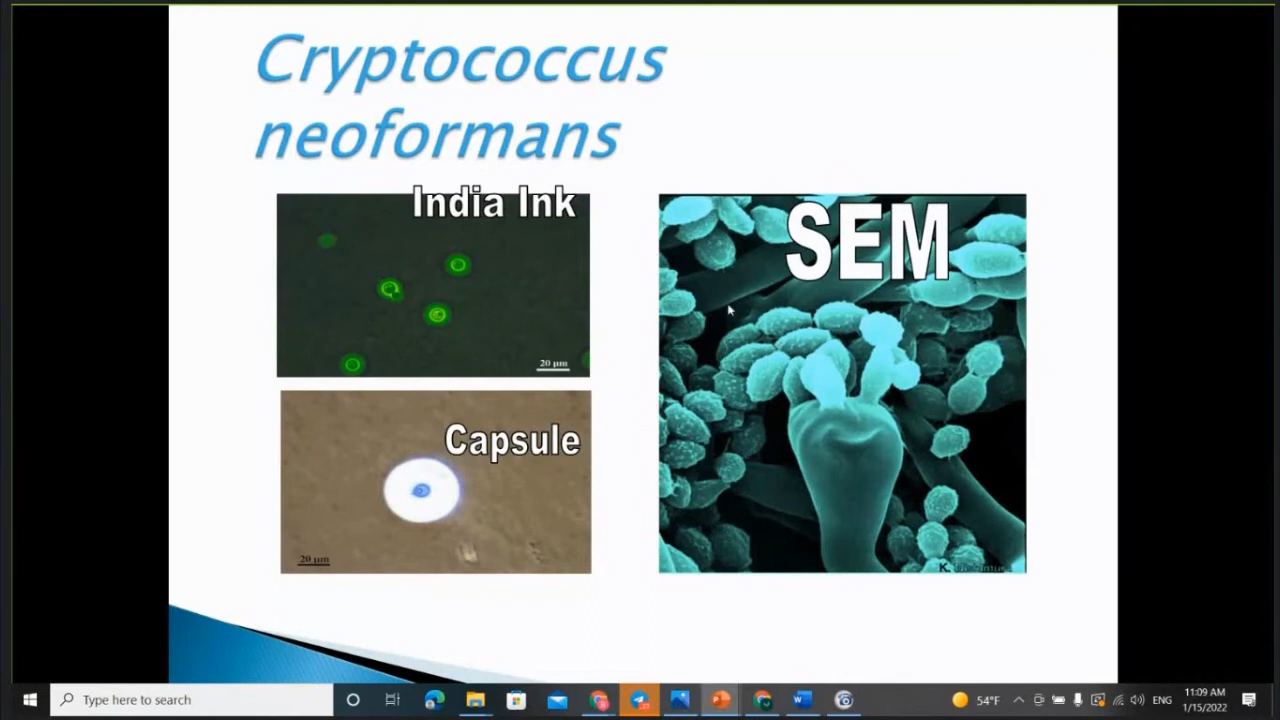 Cryptococcus
neoformans
India Ink
20 µm
Capsule
20 µm
SEM
K.
Type here to search
54°F
ENG
11:09 AM
1/15/2022